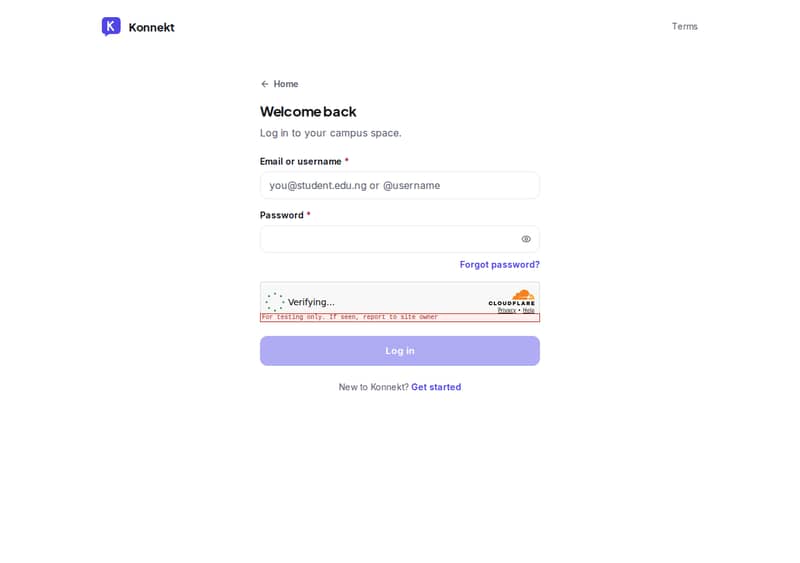 Konnekt
Terms
Home
Welcome back
Log in to your campus space.
Email or username *
you@student.edu.ng or @username
Password *
Forgot password?
Verifying...
CLOUDFLARE
Privacy • Help
For testing only. If seen, report to site owner
Log in
New to Konnekt? Get started